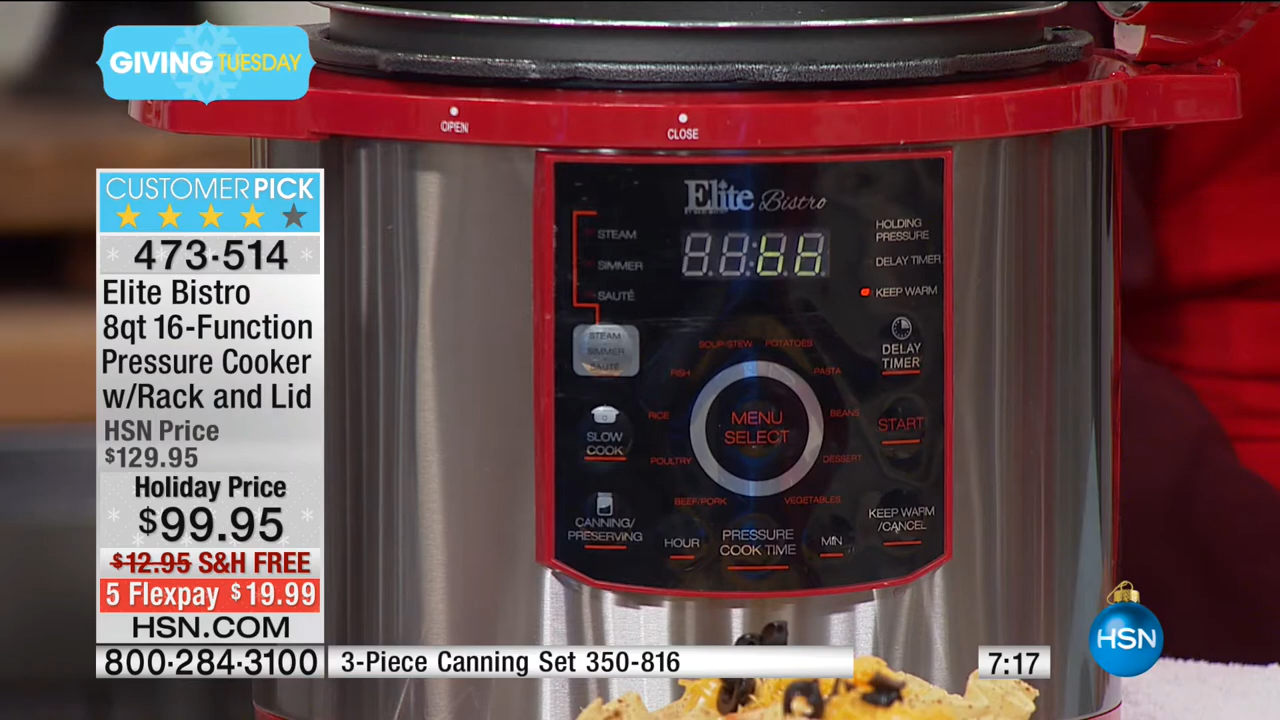 GIVING TUESDAY
CUSTOMER PICK
473·514
Elite Bistro
8qt 16-Function
Pressure Cooker
w/Rack and Lid
HSN Price
$129.95
Holiday Price
$99.95
$12.95 S&H FREE
5 Flexpay $19.99
HSN.COM
800·284·3100
3-Piece Canning Set 350-816
7:17
HSN
OPEN
CLOSE
Elite Bistro
STEAM
SIMMER
SAUTÉ
HOLDING
PRESSURE
DELAY TIMER
KEEP WARM
STEAM
SIMMER
SAUTÉ
DELAY
TIMER
SOUP·STEW
POTATOES
FISH
PASTA
RICE
BEANS
MENU
SELECT
POULTRY
DESSERT
BEEF/PORK
VEGETABLES
SLOW
COOK
START
CANNING/
PRESERVING
HOUR
PRESSURE
COOK TIME
MIN
KEEP WARM
/CANCEL